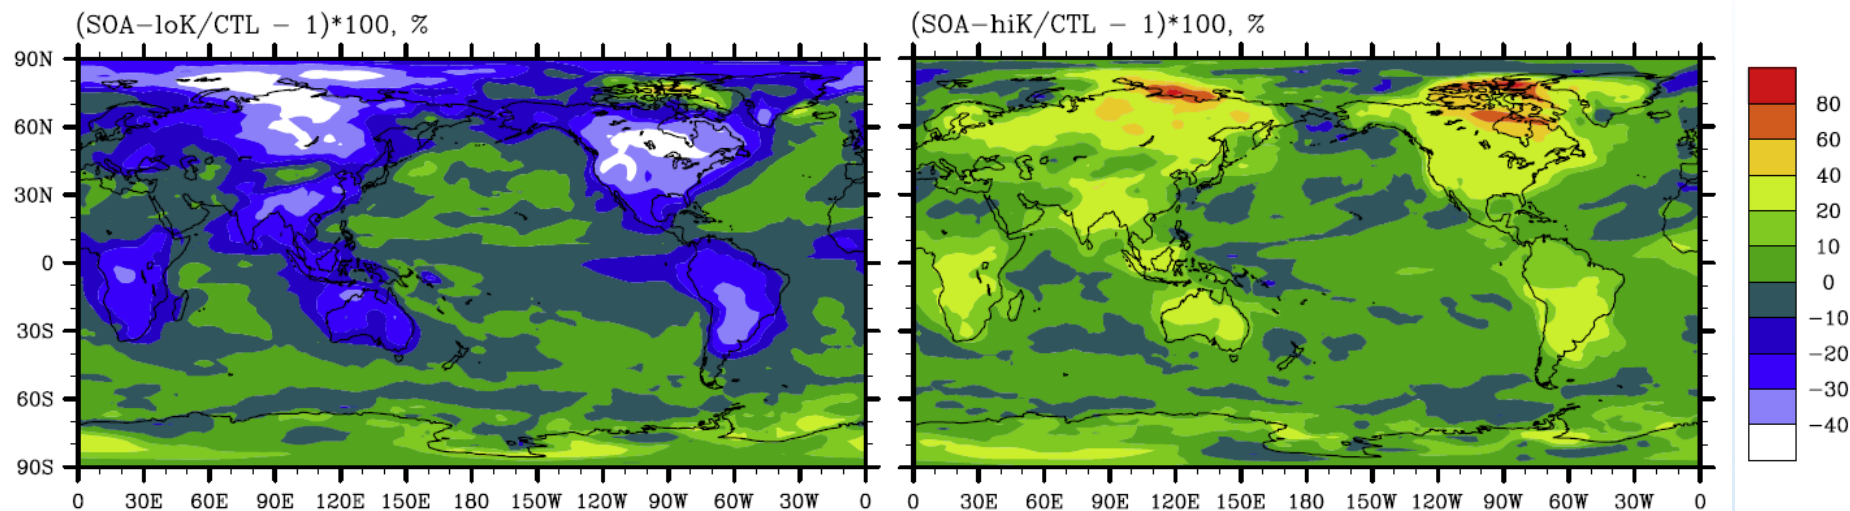 (SOA−loK/CTL − 1)*100, %
(SOA−hiK/CTL − 1)*100, %
90N
60N
30N
0
30S
60S
90S
0 30E 60E 90E 120E 150E 180 150W 120W 90W 60W 30W 0
0 30E 60E 90E 120E 150E 180 150W 120W 90W 60W 30W 0
80
60
40
20
10
0
−10
−20
−30
−40